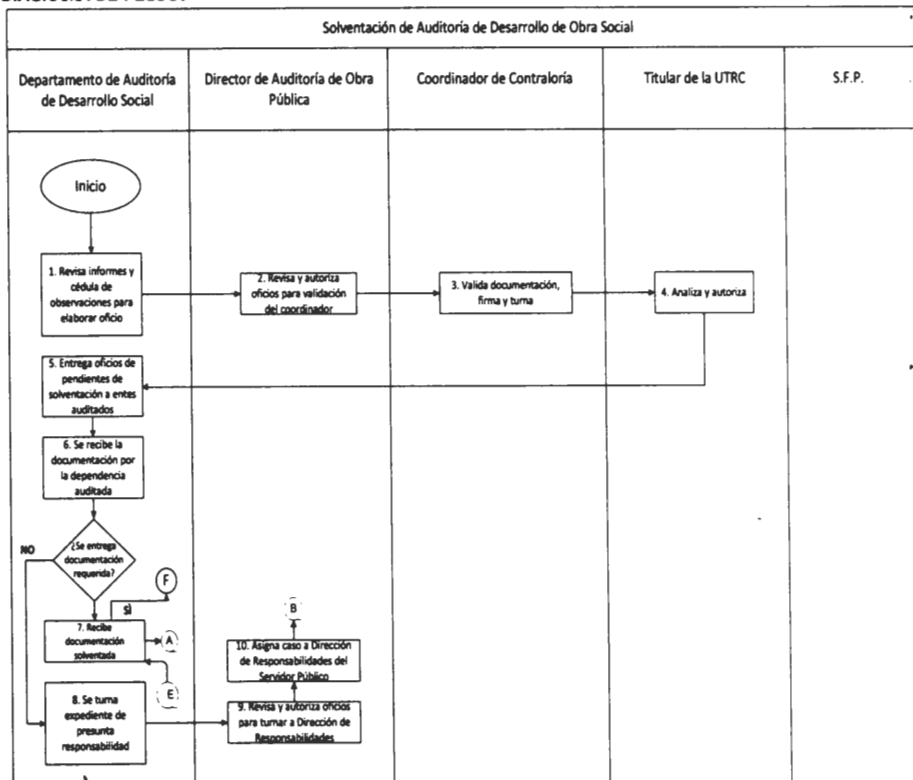 Solventación de Auditoría de Desarrollo de Obra Social
Departamento de Auditoría
de Desarrollo Social
Director de Auditoría de Obra
Pública
Coordinador de Contraloría
Titular de la UTRC
S.F.P.
Inicio
1. Revisa informes y
cédula de
observaciones para
elaborar oficio
2. Revisa y autoriza
oficios para validación
del coordinador
3. Valida documentación,
firma y turna
4. Analiza y autoriza
5. Entrega oficios de
pendientes de
solventación a entes
auditados
6. Se recibe la
documentación por
la dependencia
auditada
¿Se entrega
documentación
requerida?
NO
SÌ
F
7. Recibe
documentación
solventada
A
E
B
10. Asigna caso a Dirección
de Responsabilidades del
Servidor Público
8. Se turna
expediente de
presunta
responsabilidad
9. Revisa y autoriza oficios
para turnar a Dirección de
Responsabilidades